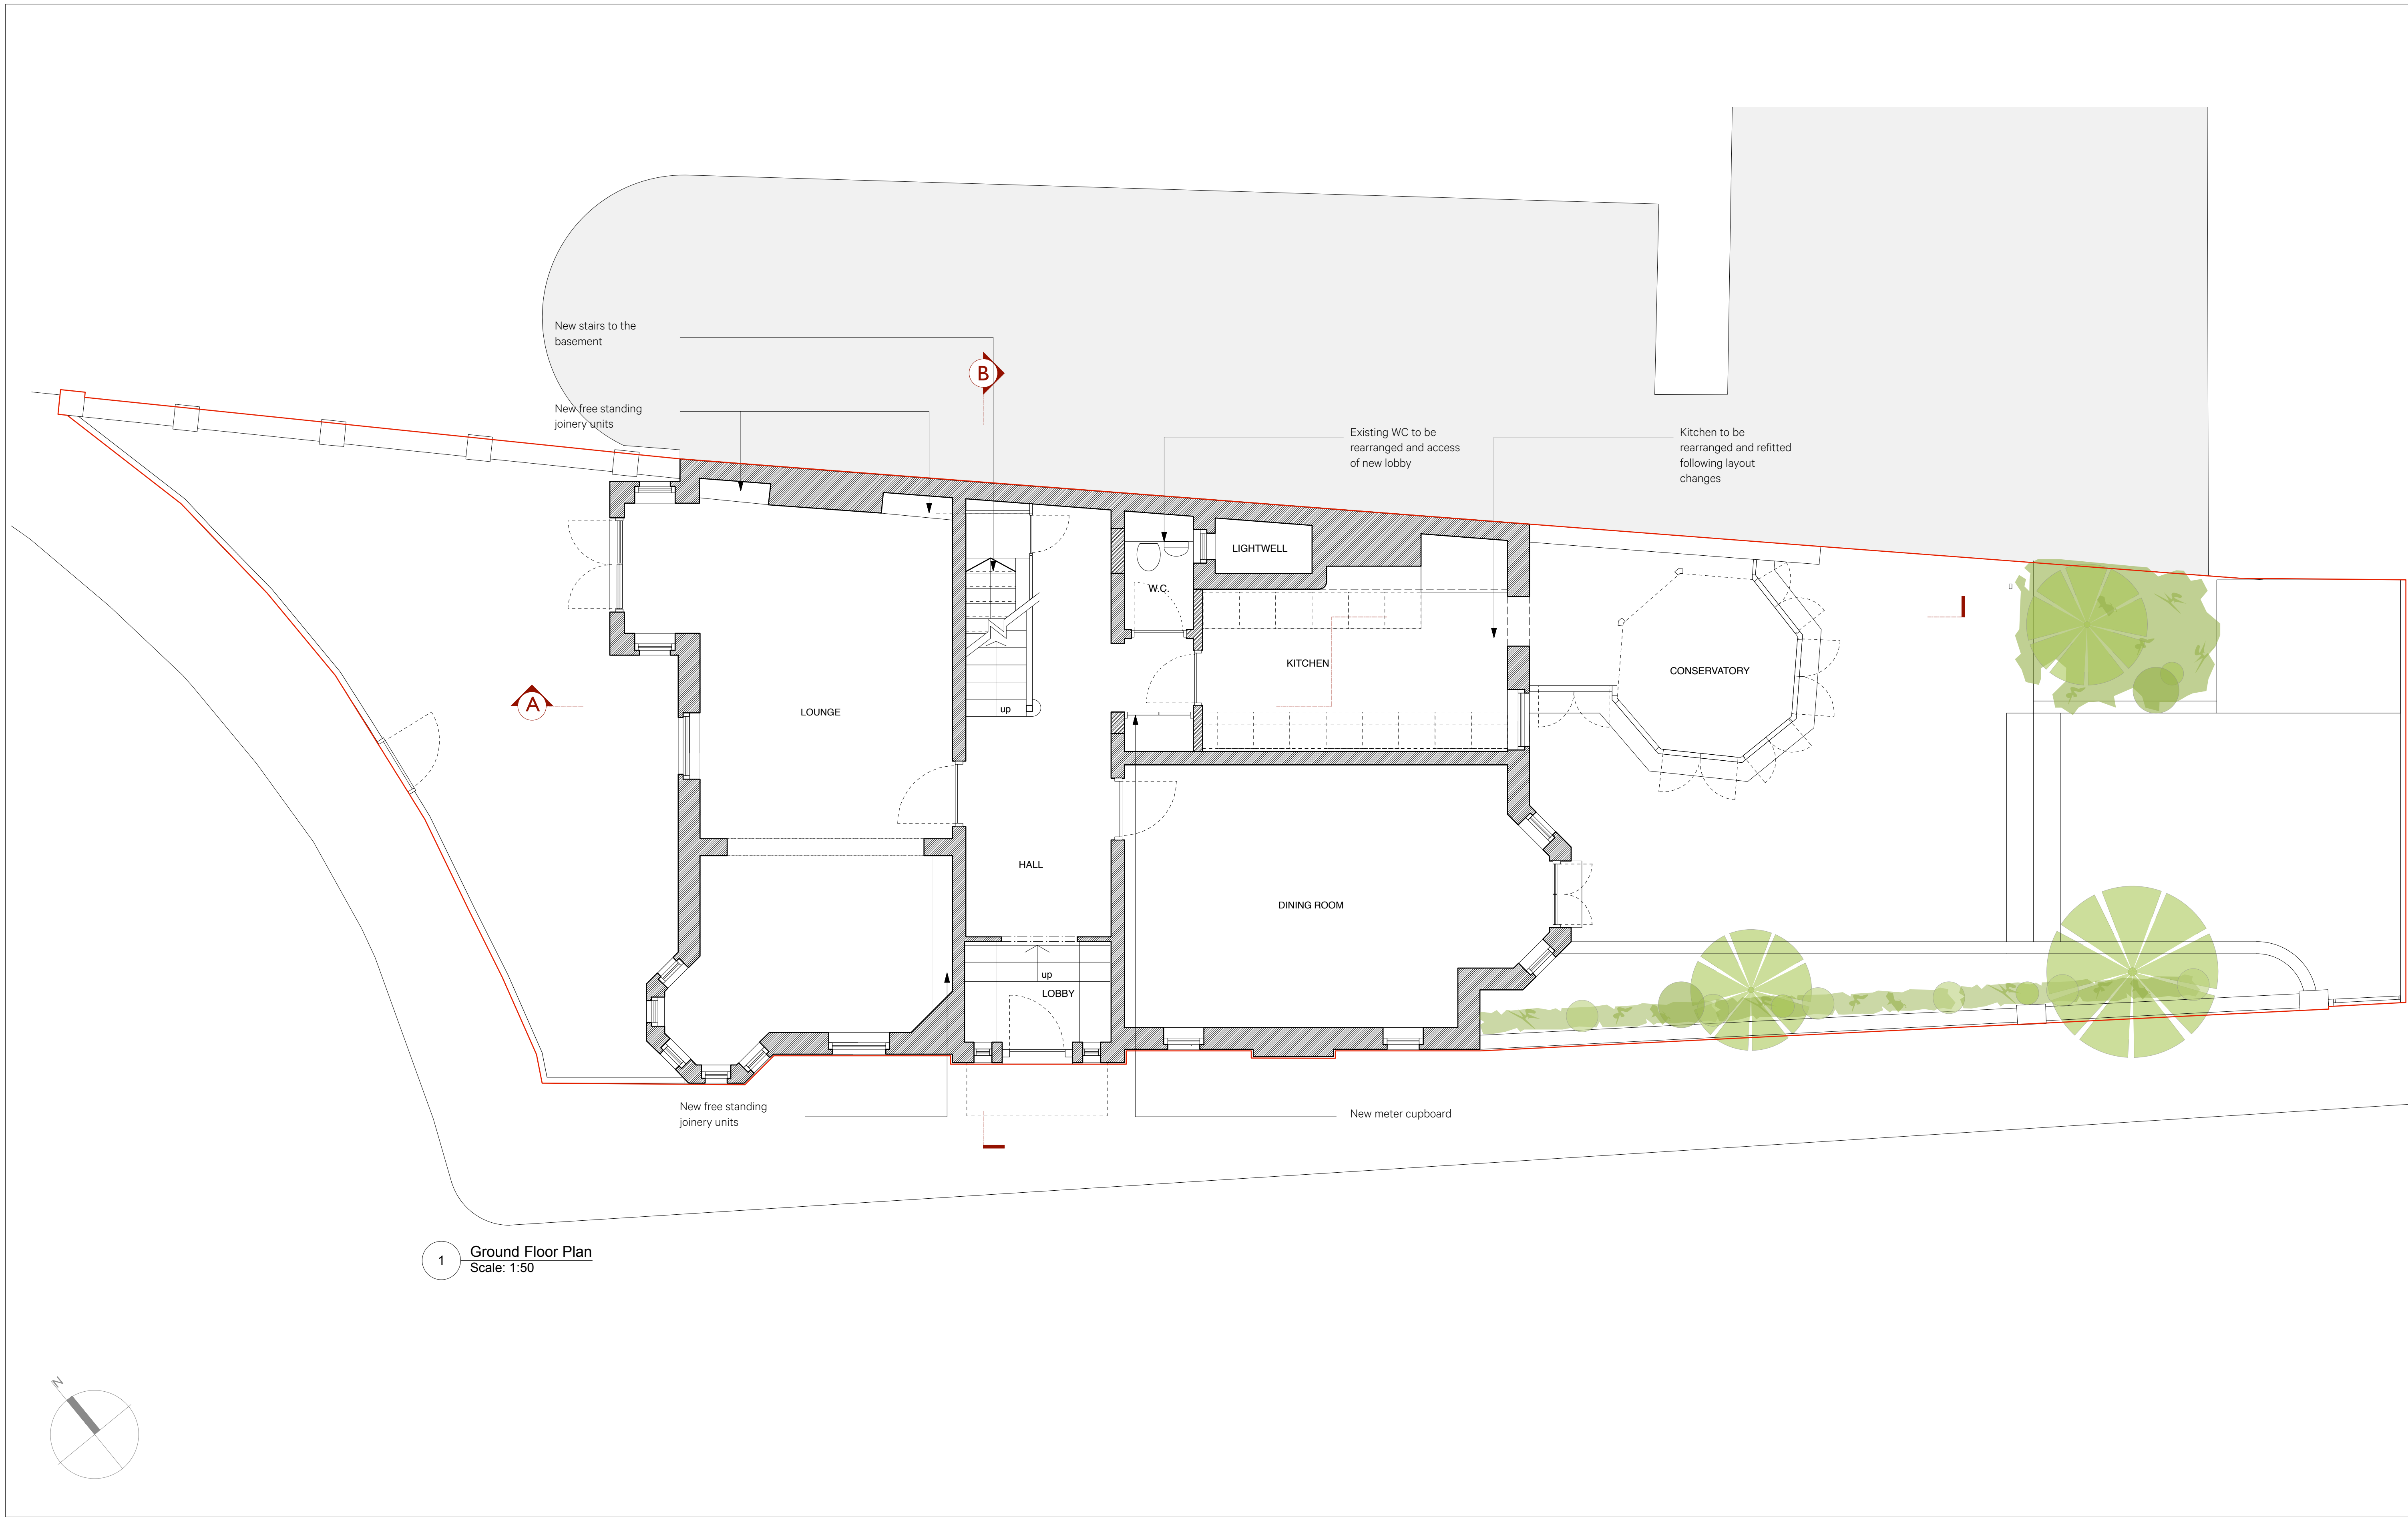 New stairs to the
basement
B
New free standing
joinery units
Existing WC to be
rearranged and access
of new lobby
Kitchen to be
rearranged and refitted
following layout
changes
LIGHTWELL
W.C.
KITCHEN
CONSERVATORY
A
LOUNGE
up
HALL
DINING ROOM
up
LOBBY
New free standing
joinery units
New meter cupboard
1
Ground Floor Plan
Scale: 1:50
N